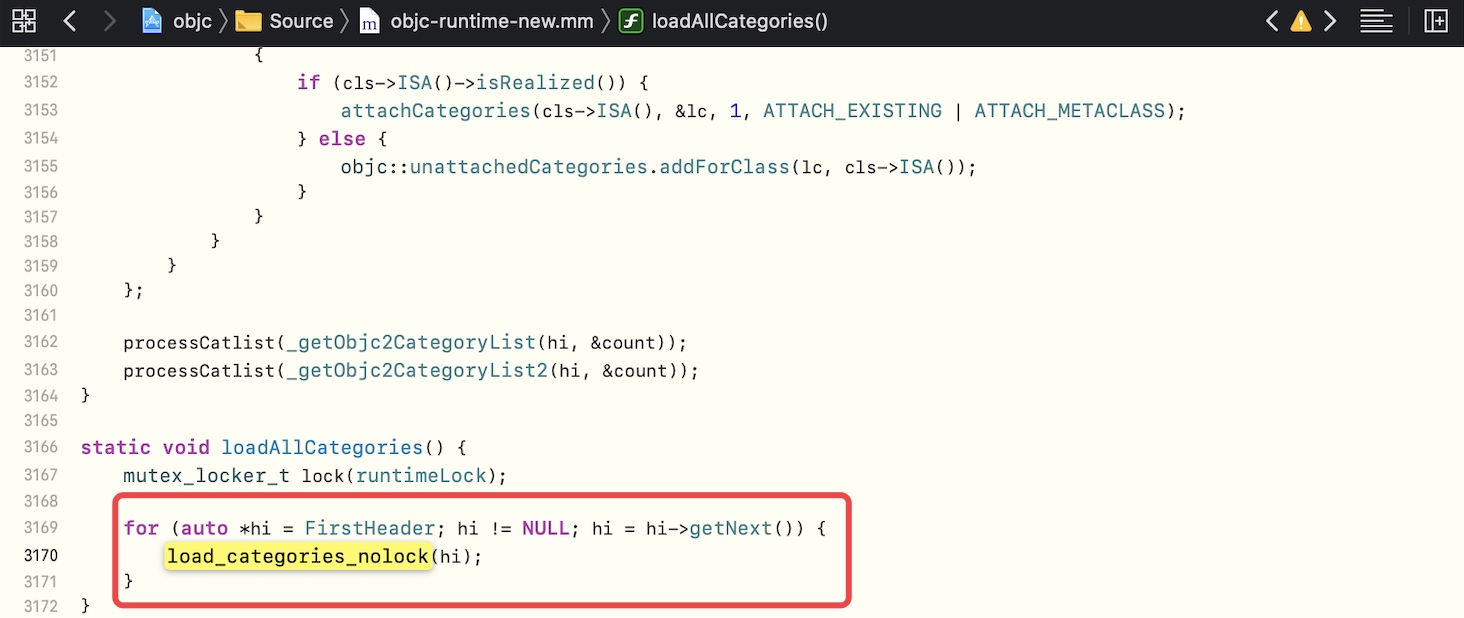 objc Source m objc-runtime-new.mm f loadAllCategories()
3151 {
3152 if (cls->ISA()->isRealized()) {
3153 attachCategories(cls->ISA(), &lc, 1, ATTACH_EXISTING | ATTACH_METACLASS);
3154 } else {
3155 objc::unattachedCategories.addForClass(lc, cls->ISA());
3156 }
3157 }
3158 }
3159 }
3160 };
3161
3162 processCatlist(_getObjc2CategoryList(hi, &count));
3163 processCatlist(_getObjc2CategoryList2(hi, &count));
3164 }
3165
3166 static void loadAllCategories() {
3167 mutex_locker_t lock(runtimeLock);
3168
3169 for (auto *hi = FirstHeader; hi != NULL; hi = hi->getNext()) {
3170 load_categories_nolock(hi);
3171 }
3172 }